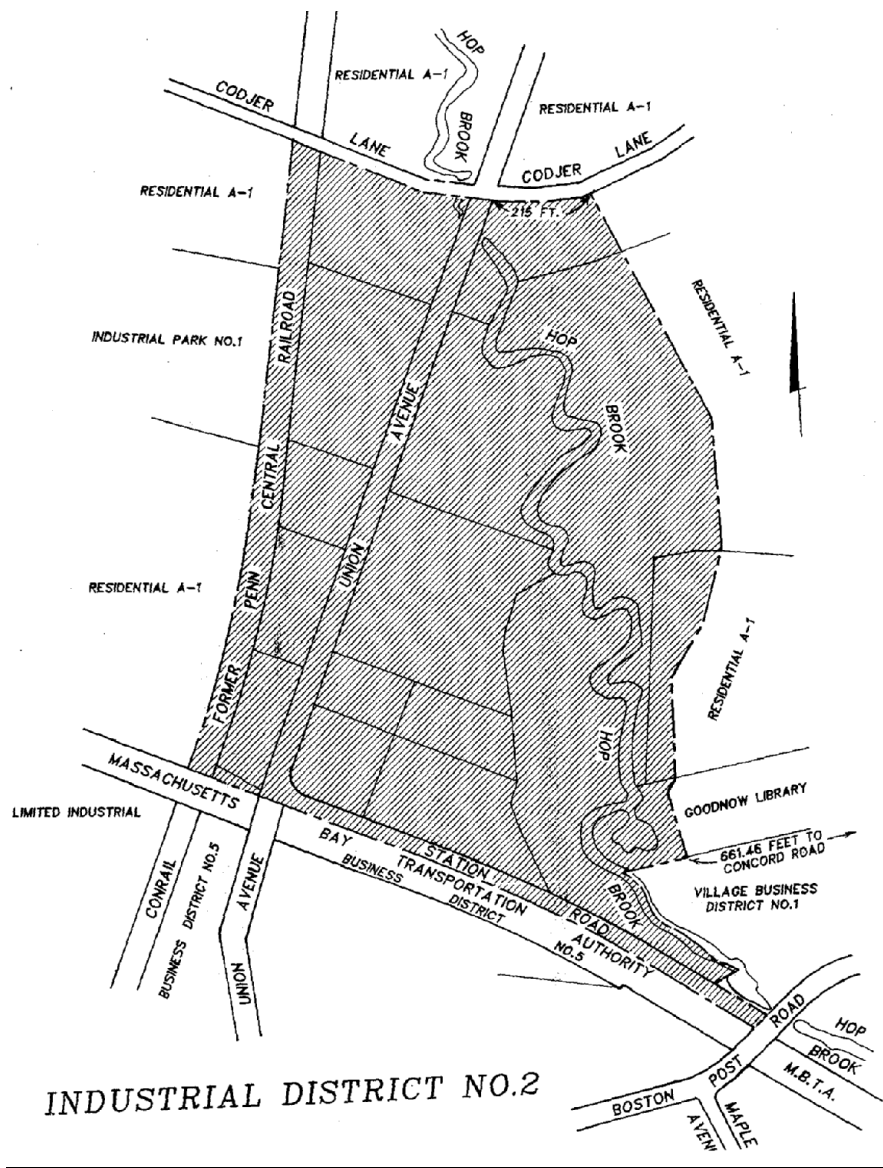 HOP
BROOK
RESIDENTIAL A-1
RESIDENTIAL A-1
CODJER
LANE
CODJER
LANE
215 FT.
RESIDENTIAL A-1
RESIDENTIAL A-1
INDUSTRIAL PARK NO.1
RAILROAD
CENTRAL
PENN
FORMER
AVENUE
UNION
HOP
BROOK
RESIDENTIAL A-1
RESIDENTIAL A-1
HOP
BROOK
GOODNOW LIBRARY
661.46 FEET TO
CONCORD ROAD
VILLAGE BUSINESS
DISTRICT NO.1
MASSACHUSETTS
BAY TRANSPORTATION AUTHORITY
STATION
ROAD
BUSINESS
DISTRICT
NO.5
LIMITED INDUSTRIAL
CONRAIL
BUSINESS DISTRICT NO.5
AVENUE
UNION
HOP
BROOK
M.B.T.A.
BOSTON POST ROAD
MAPLE
AVENU
INDUSTRIAL DISTRICT NO.2